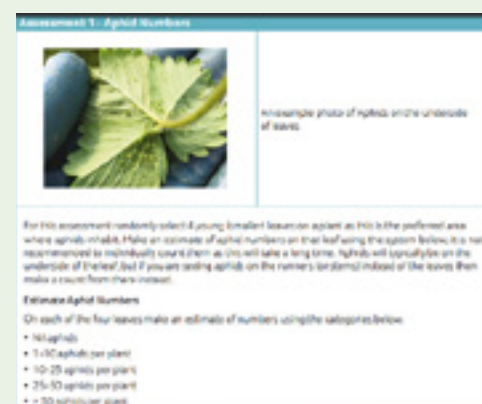 Assessment 1 - Aphid Numbers
An example photo of Aphids on the underside
of leaves
For this assessment randomly select 4 young (smaller) leaves on a plant as this is the preferred area
where aphids inhabit. Make an estimate of aphid numbers on that leaf using the system below. It is not
recommended to individually count them as this will take a long time. Aphids will typically be on the
underside of the leaf, but if you are seeing aphids on the runners instead of the leaves then
make a count from there instead.
Estimate Aphid Numbers
On each of the four leaves make an estimate of numbers using the categories below.
• Nil aphids
• 1-10 aphids per plant
• 10-25 aphids per plant
• 25-50 aphids per plant
• > 50 aphids per plant